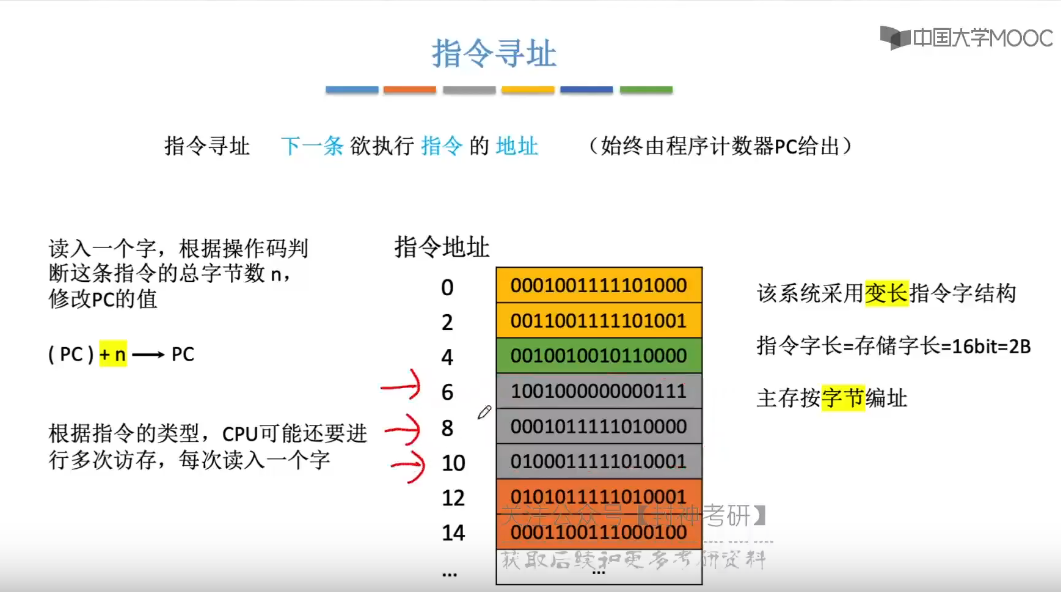 中国大学MOOC
指令寻址
指令寻址 下一条 欲执行 指令 的 地址 （始终由程序计数器PC给出）
读入一个字，根据操作码判
断这条指令的总字节数 n，
修改PC的值
( PC ) + n → PC
根据指令的类型，CPU可能还要进
行多次访存，每次读入一个字
指令地址
0 0001001111101000
2 0011001111101001
4 0010010010110000
6 1001000000000111
8 0001011111010000
10 0100011111010001
12 0101011111010001
14 0001100111000100
... ...
该系统采用变长指令字结构
指令字长=存储字长=16bit=2B
主存按字节编址
关注公众号【封神考研】
获取后续和更多考研资料